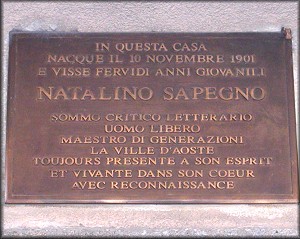 IN QUESTA CASA
NACQUE IL 10 NOVEMBRE 1901
E VISSE FERVIDI ANNI GIOVANILI
NATALINO SAPEGNO
SOMMO CRITICO LETTERARIO
UOMO LIBERO
MAESTRO DI GENERAZIONI
LA VILLE D'AOSTE
TOUJOURS PRESENTE A SON ESPRIT
ET VIVANTE DANS SON COEUR
AVEC RECONNAISSANCE